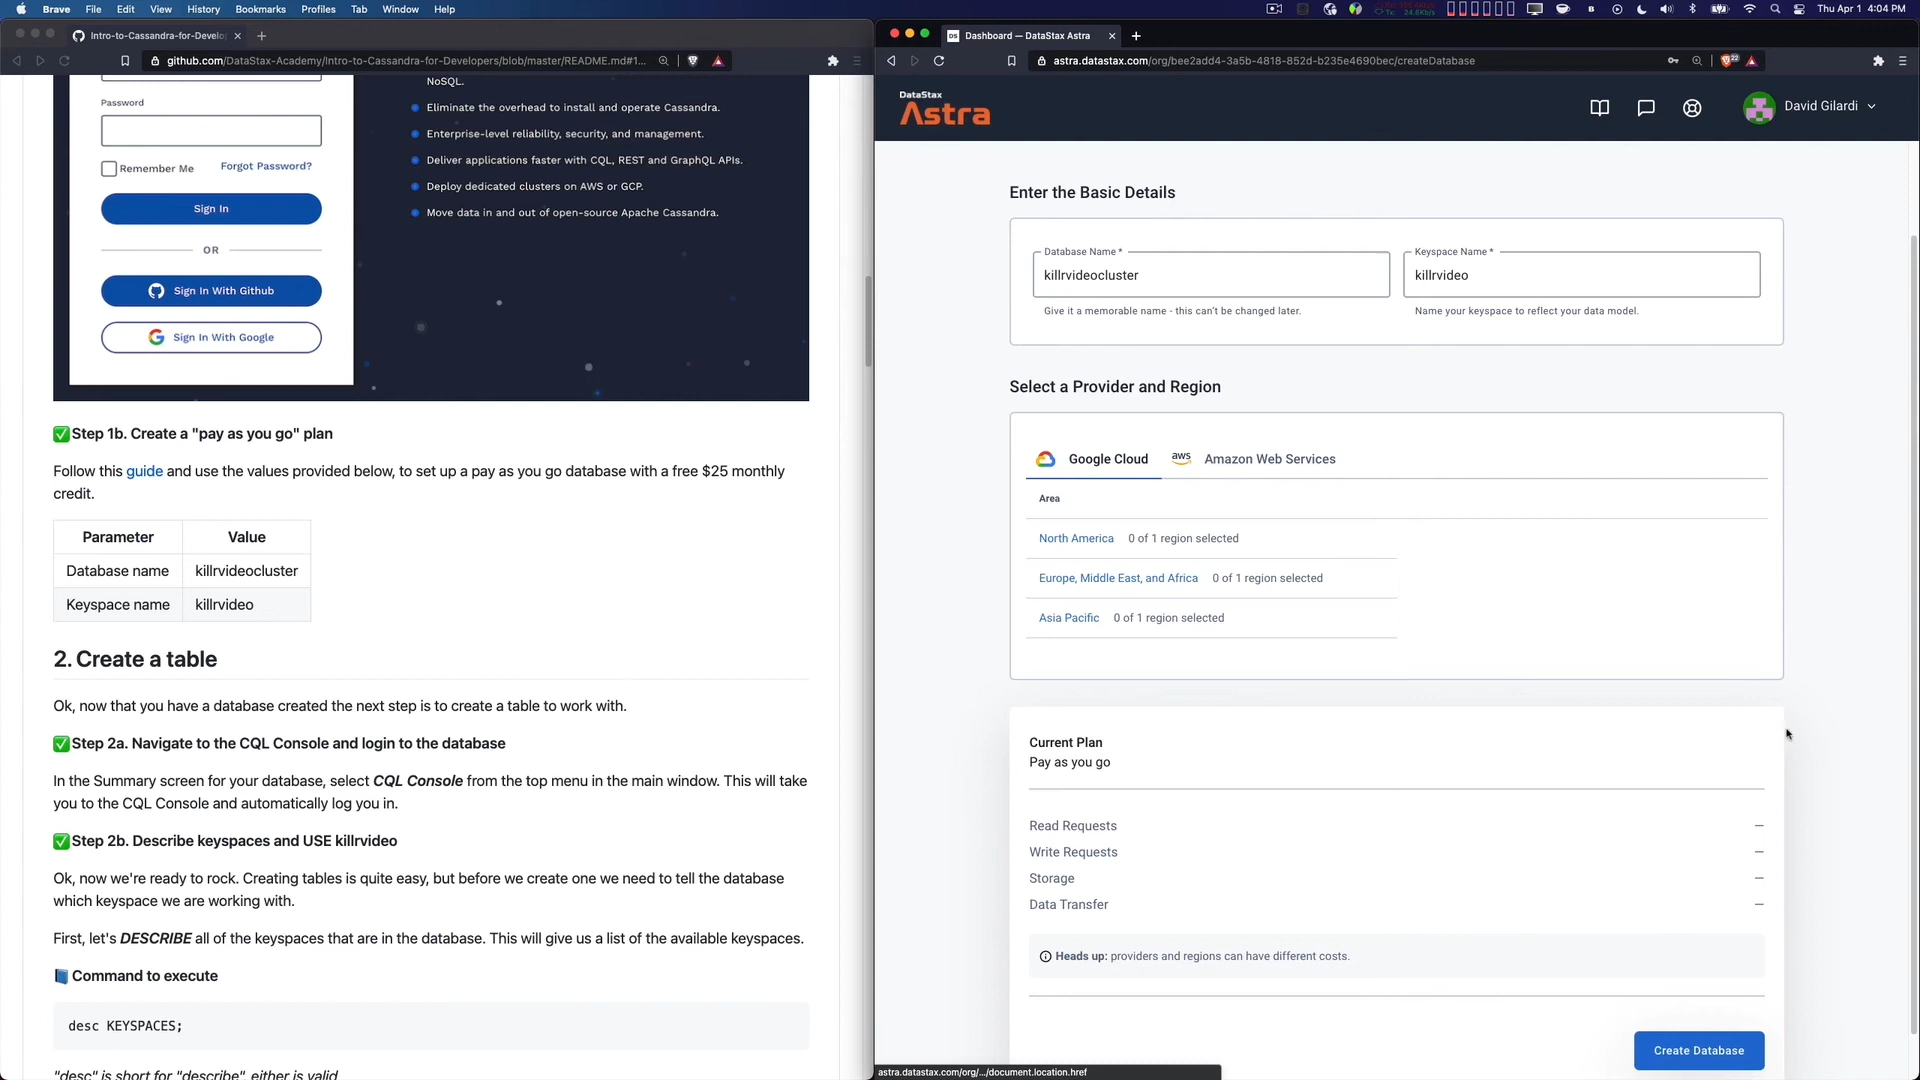 Brave File Edit View History Bookmarks Profiles Tab Window Help
Thu Apr 1 4:04 PM
Intro-to-Cassandra-for-Develo
github.com/DataStax-Academy/Intro-to-Cassandra-for-Developers/blob/master/README.md#1...
NoSQL.
Password
Eliminate the overhead to install and operate Cassandra.
Enterprise-level reliability, security, and management.
Deliver applications faster with CQL, REST and GraphQL APIs.
Remember Me Forgot Password?
Deploy dedicated clusters on AWS or GCP.
Sign In
Move data in and out of open-source Apache Cassandra.
OR
Sign In With Github
Sign In With Google
Step 1b. Create a "pay as you go" plan
Follow this guide and use the values provided below, to set up a pay as you go database with a free $25 monthly
credit.
Parameter Value
Database name killrvideocluster
Keyspace name killrvideo
2. Create a table
Ok, now that you have a database created the next step is to create a table to work with.
Step 2a. Navigate to the CQL Console and login to the database
In the Summary screen for your database, select CQL Console from the top menu in the main window. This will take
you to the CQL Console and automatically log you in.
Step 2b. Describe keyspaces and USE killrvideo
Ok, now we're ready to rock. Creating tables is quite easy, but before we create one we need to tell the database
which keyspace we are working with.
First, let's DESCRIBE all of the keyspaces that are in the database. This will give us a list of the available keyspaces.
Command to execute
desc KEYSPACES;
"desc" is short for "describe", either is valid
DS Dashboard — DataStax Astra
astra.datastax.com/org/bee2add4-3a5b-4818-852d-b235e4690bec/createDatabase
22
DataStax
Astra
David Gilardi
Enter the Basic Details
Database Name *
killrvideocluster
Give it a memorable name - this can't be changed later.
Keyspace Name *
killrvideo
Name your keyspace to reflect your data model.
Select a Provider and Region
Google Cloud aws Amazon Web Services
Area
North America 0 of 1 region selected
Europe, Middle East, and Africa 0 of 1 region selected
Asia Pacific 0 of 1 region selected
Current Plan
Pay as you go
Read Requests —
Write Requests —
Storage —
Data Transfer —
Heads up: providers and regions can have different costs.
Create Database
astra.datastax.com/org/.../document.location.href